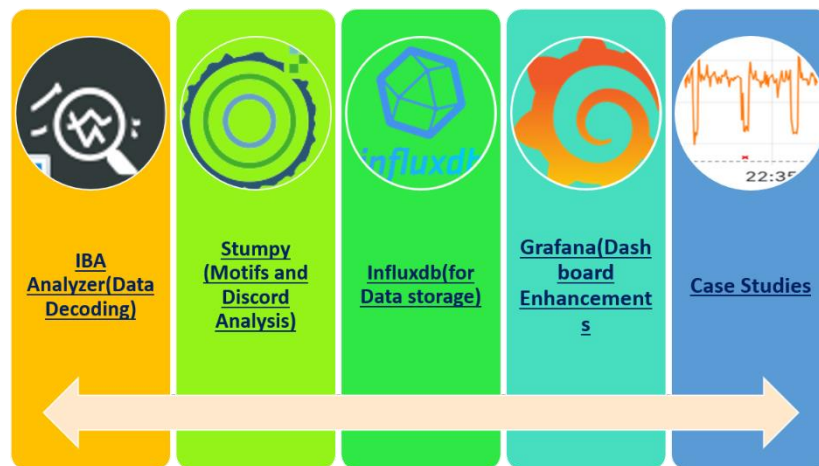 influxdb
22:35
IBA
Analyzer(Data
Decoding)
Stumpy
(Motifs and
Discord
Analysis)
Influxdb(for
Data storage)
Grafana(Dash
board
Enhancement
s
Case Studies